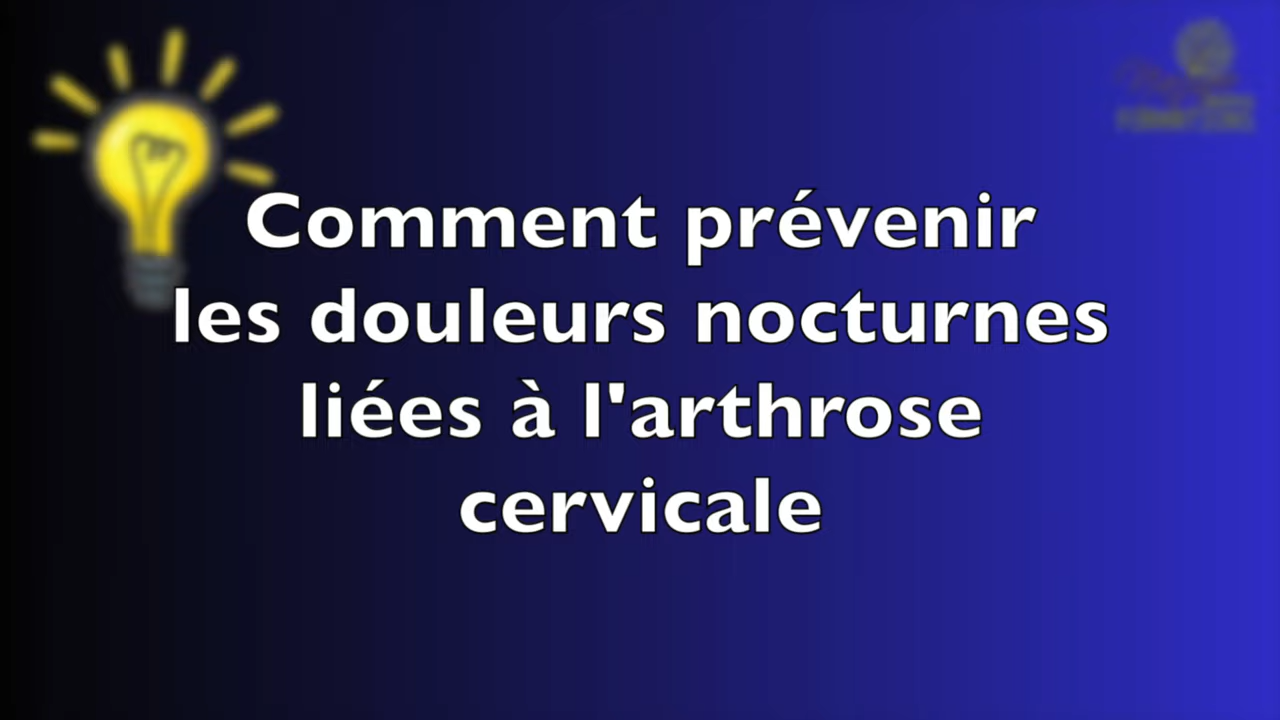 Comment prévenir
les douleurs nocturnes
liées à l'arthrose
cervicale